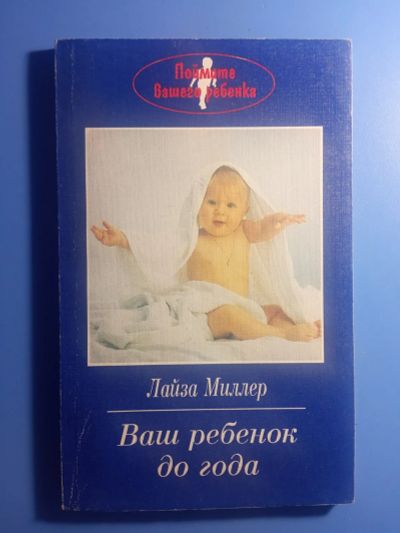 Поймите
вашего ребенка
Лайза Миллер
Ваш ребенок
до года